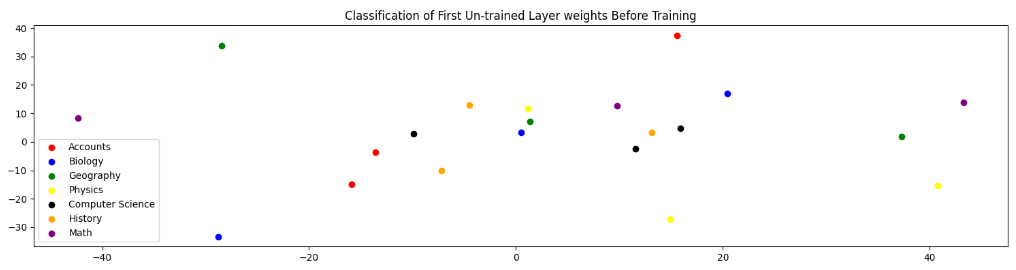 Classification of First Un-trained Layer weights Before Training
40
30
20
10
0
−10
−20
−30
Accounts
Biology
Geography
Physics
Computer Science
History
Math
−40
−20
0
20
40